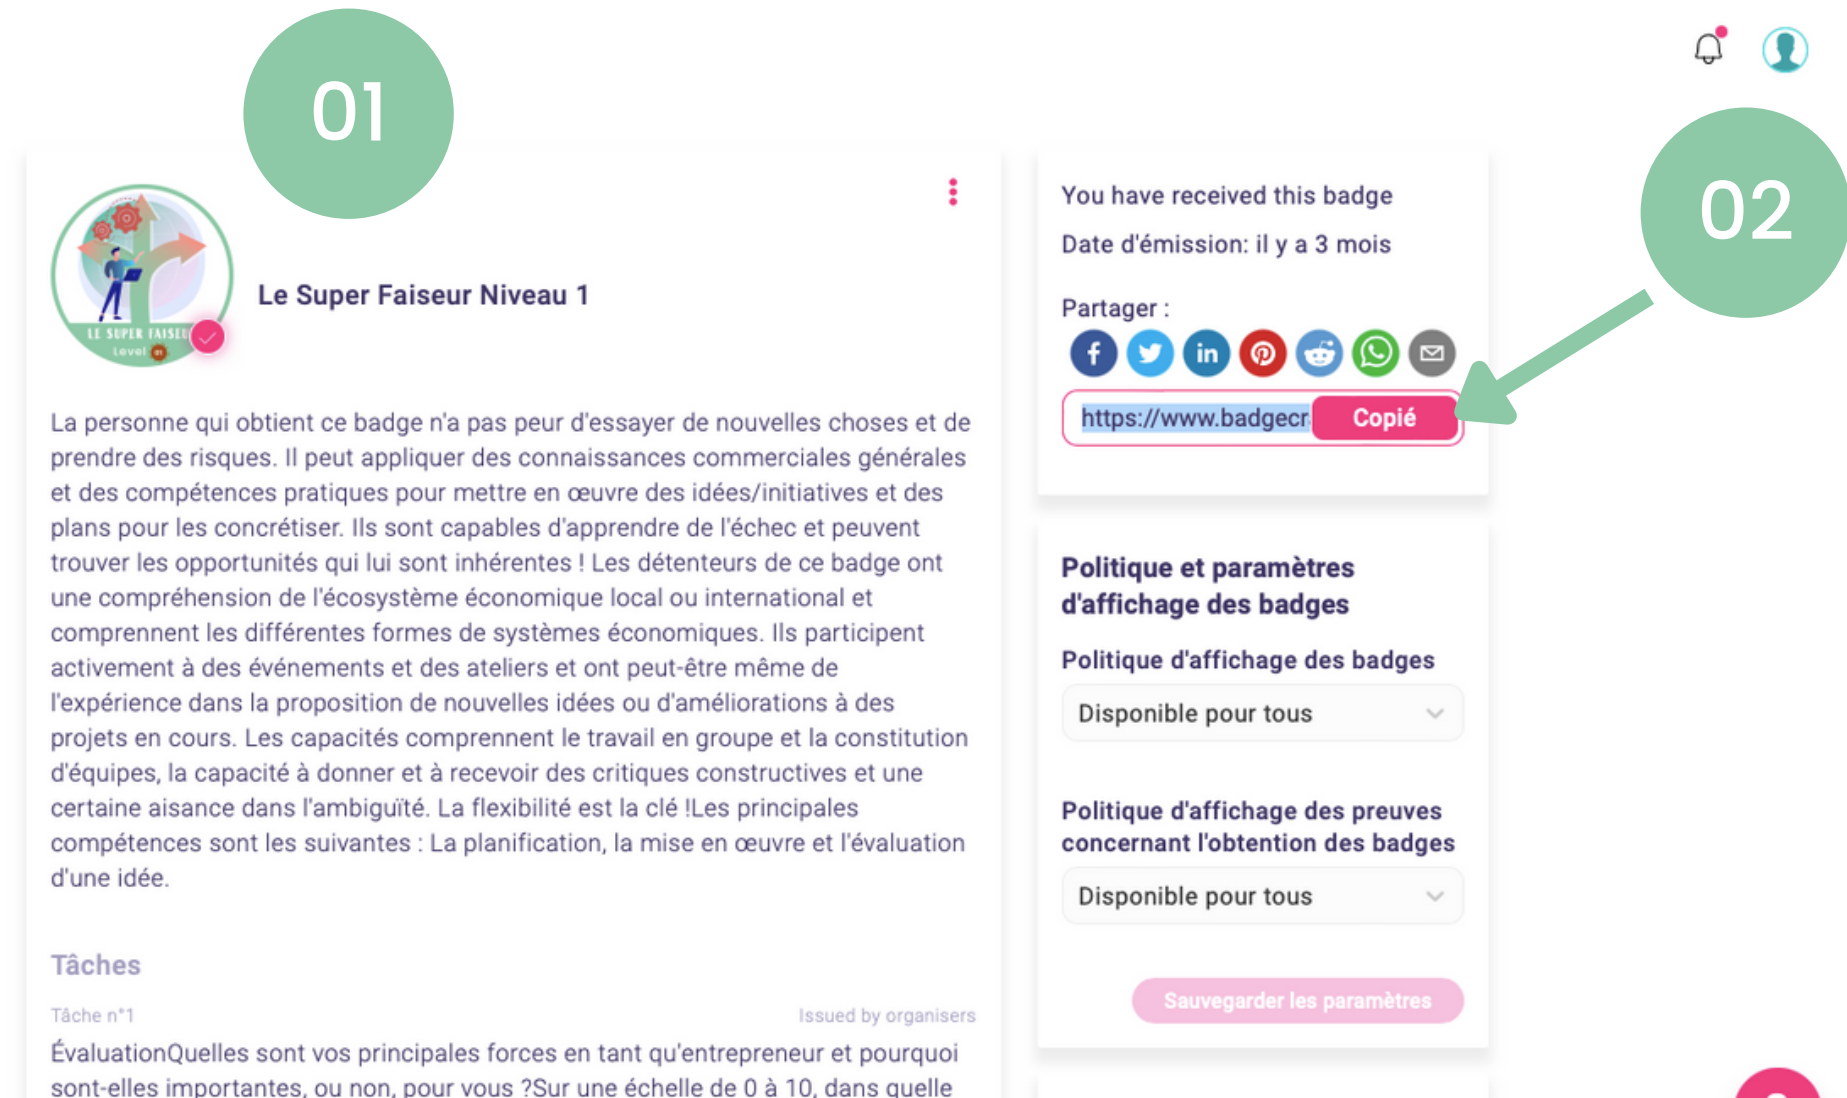 01
02
LE SUPER FAISEU
Level 01
Le Super Faiseur Niveau 1
La personne qui obtient ce badge n'a pas peur d'essayer de nouvelles choses et de
prendre des risques. Il peut appliquer des connaissances commerciales générales
et des compétences pratiques pour mettre en œuvre des idées/initiatives et des
plans pour les concrétiser. Ils sont capables d'apprendre de l'échec et peuvent
trouver les opportunités qui lui sont inhérentes ! Les détenteurs de ce badge ont
une compréhension de l'écosystème économique local ou international et
comprennent les différentes formes de systèmes économiques. Ils participent
activement à des événements et des ateliers et ont peut-être même de
l'expérience dans la proposition de nouvelles idées ou d'améliorations à des
projets en cours. Les capacités comprennent le travail en groupe et la constitution
d'équipes, la capacité à donner et à recevoir des critiques constructives et une
certaine aisance dans l'ambiguïté. La flexibilité est la clé !Les principales
compétences sont les suivantes : La planification, la mise en œuvre et l'évaluation
d'une idée.
Tâches
Tâche n°1 Issued by organisers
ÉvaluationQuelles sont vos principales forces en tant qu'entrepreneur et pourquoi
sont-elles importantes, ou non, pour vous ?Sur une échelle de 0 à 10, dans quelle
You have received this badge
Date d'émission: il y a 3 mois
Partager :
https://www.badgecr
Copié
Politique et paramètres
d'affichage des badges
Politique d'affichage des badges
Disponible pour tous
Politique d'affichage des preuves
concernant l'obtention des badges
Disponible pour tous
Sauvegarder les paramètres